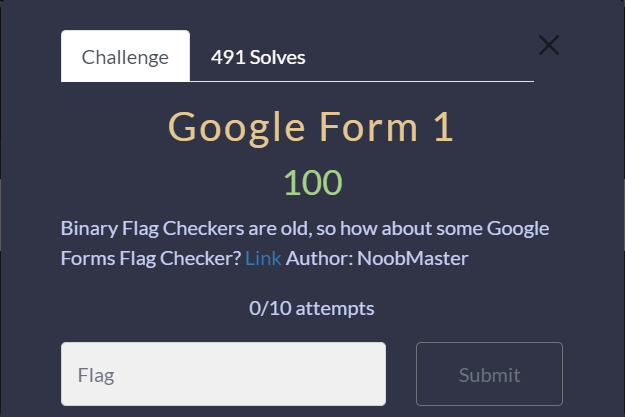 Challenge
491 Solves
Google Form 1
100
Binary Flag Checkers are old, so how about some Google
Forms Flag Checker? Link Author: NoobMaster
0/10 attempts
Flag
Submit